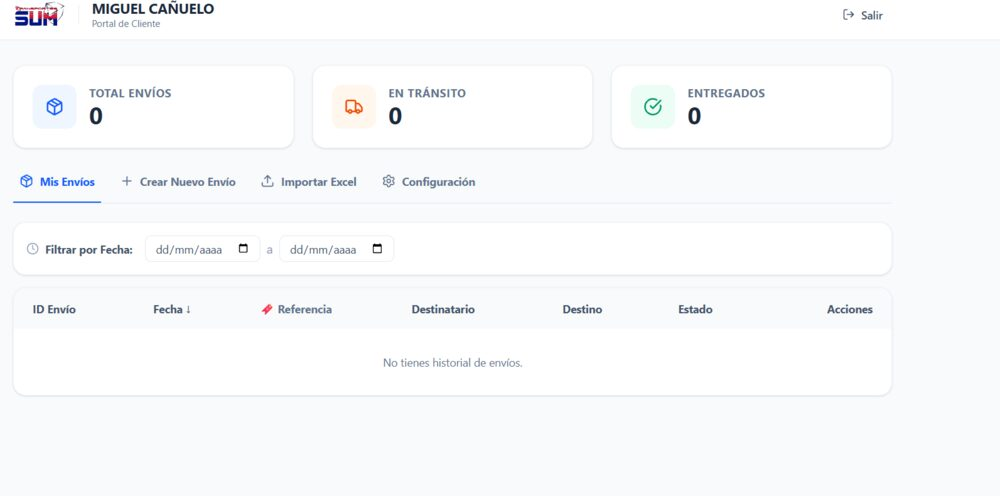 TRANSPORTES
SUM
MIGUEL CAÑUELO
Portal de Cliente
Salir
TOTAL ENVÍOS
0
EN TRÁNSITO
0
ENTREGADOS
0
Mis Envíos
Crear Nuevo Envío
Importar Excel
Configuración
Filtrar por Fecha: dd/mm/aaaa a dd/mm/aaaa
ID Envío Fecha ↓ Referencia Destinatario Destino Estado Acciones
No tienes historial de envíos.